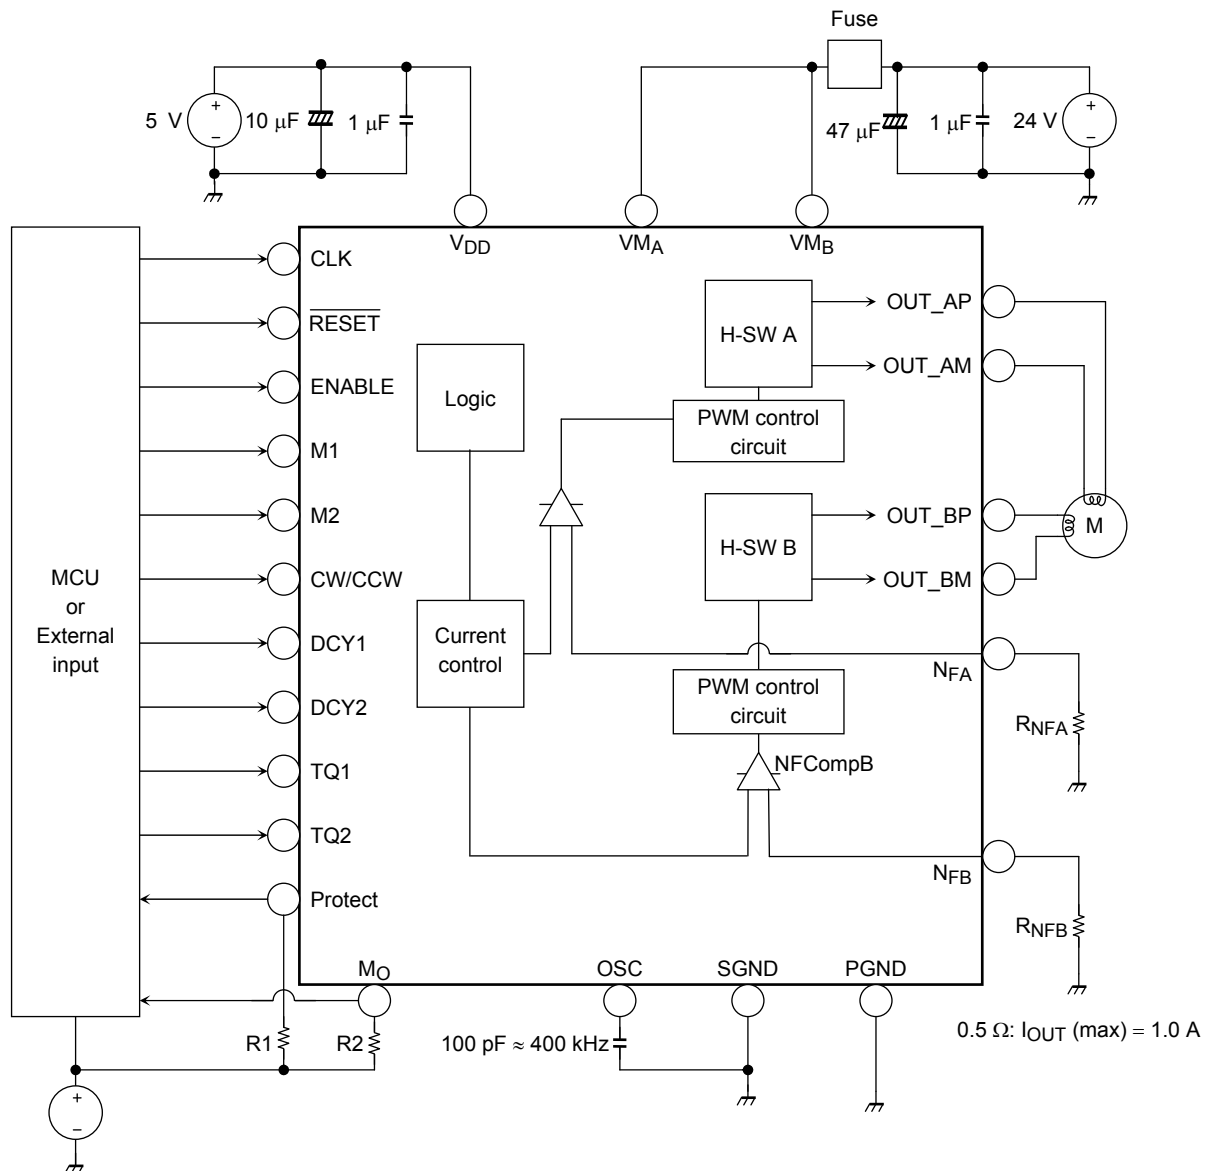 Fuse
5 V
10 μF
1 μF
47 μF
1 μF
24 V
+
−
+
−
VDD
VMA
VMB
CLK
RESET
ENABLE
M1
M2
CW/CCW
DCY1
DCY2
TQ1
TQ2
Protect
MCU
or
External
input
Logic
Current
control
H-SW A
PWM control
circuit
H-SW B
PWM control
circuit
NFCompB
OUT_AP
OUT_AM
OUT_BP
OUT_BM
M
NFA
RNFA
NFB
RNFB
MO
OSC
SGND
PGND
R1
R2
100 pF ≈ 400 kHz
0.5 Ω: IOUT (max) = 1.0 A
+
−